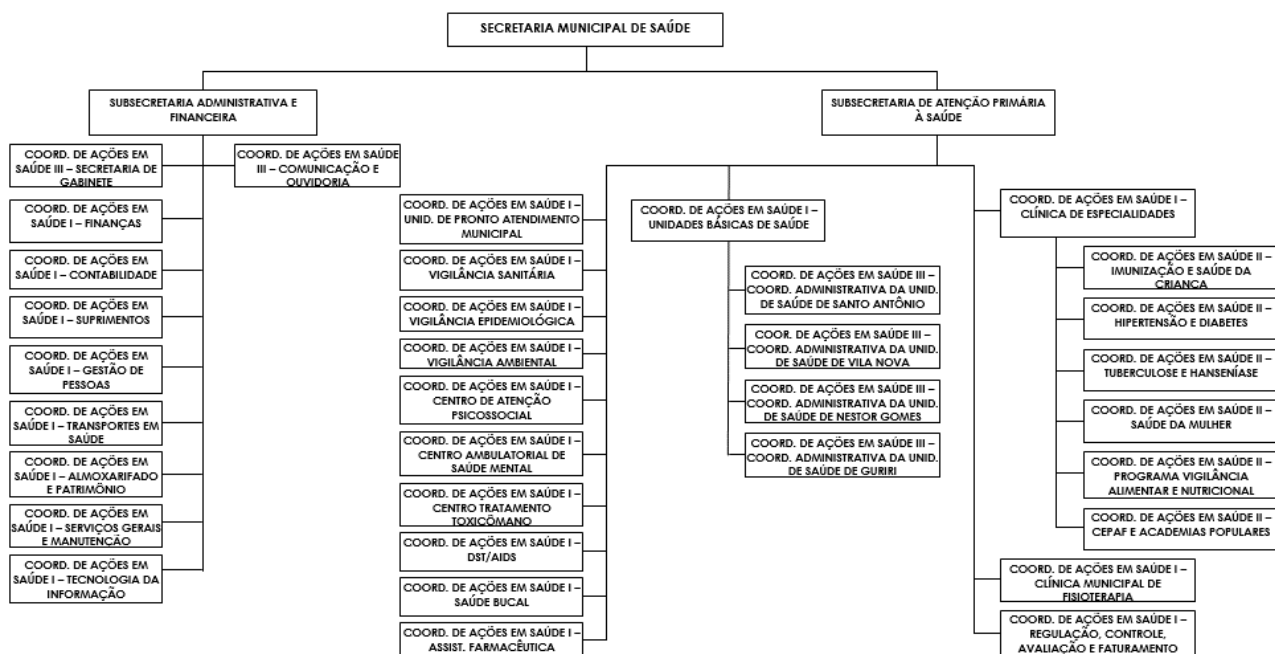 SECRETARIA MUNICIPAL DE SAÚDE
SUBSECRETARIA ADMINISTRATIVA E
FINANCEIRA
SUBSECRETARIA DE ATENÇÃO PRIMÁRIA
À SAÚDE
COORD. DE AÇÕES EM
SAÚDE III – SECRETARIA DE
GABINETE
COORD. DE AÇÕES EM SAÚDE
III – COMUNICAÇÃO E
OUVIDORIA
COORD. DE AÇÕES EM
SAÚDE I – FINANÇAS
COORD. DE AÇÕES EM
SAÚDE I – CONTABILIDADE
COORD. DE AÇÕES EM
SAÚDE I – SUPRIMENTOS
COORD. DE AÇÕES EM
SAÚDE I – GESTÃO DE
PESSOAS
COORD. DE AÇÕES EM
SAÚDE I – TRANSPORTES EM
SAÚDE
COORD. DE AÇÕES EM
SAÚDE I – ALMOXARIFADO
E PATRIMÔNIO
COORD. DE AÇÕES EM
SAÚDE I – SERVIÇOS GERAIS
E MANUTENÇÃO
COORD. DE AÇÕES EM
SAÚDE I – TECNOLOGIA DA
INFORMAÇÃO
COORD. DE AÇÕES EM SAÚDE I –
UNID. DE PRONTO ATENDIMENTO
MUNICIPAL
COORD. DE AÇÕES EM SAÚDE I –
VIGILÂNCIA SANITÁRIA
COORD. DE AÇÕES EM SAÚDE I –
VIGILÂNCIA EPIDEMIOLÓGICA
COORD. DE AÇÕES EM SAÚDE I –
VIGILÂNCIA AMBIENTAL
COORD. DE AÇÕES EM SAÚDE I –
CENTRO DE ATENÇÃO
PSICOSSOCIAL
COORD. DE AÇÕES EM SAÚDE I –
CENTRO AMBULATORIAL DE
SAÚDE MENTAL
COORD. DE AÇÕES EM SAÚDE I –
CENTRO TRATAMENTO
TOXICÔMANO
COORD. DE AÇÕES EM SAÚDE I –
DST/AIDS
COORD. DE AÇÕES EM SAÚDE I –
SAÚDE BUCAL
COORD. DE AÇÕES EM SAÚDE I –
ASSIST. FARMACÊUTICA
COORD. DE AÇÕES EM SAÚDE I –
UNIDADES BÁSICAS DE SAÚDE
COORD. DE AÇÕES EM SAÚDE III –
COORD. ADMINISTRATIVA DA UNID.
DE SAÚDE DE SANTO ANTÔNIO
COOR. DE AÇÕES EM SAÚDE III –
COORD. ADMINISTRATIVA DA UNID.
DE SAÚDE DE VILA NOVA
COORD. DE AÇÕES EM SAÚDE III –
COORD. ADMINISTRATIVA DA UNID.
DE SAÚDE DE NESTOR GOMES
COORD. DE AÇÕES EM SAÚDE III –
COORD. ADMINISTRATIVA DA UNID.
DE SAÚDE DE GURIRI
COORD. DE AÇÕES EM SAÚDE I –
CLÍNICA DE ESPECIALIDADES
COORD. DE AÇÕES EM SAÚDE II –
IMUNIZAÇÃO E SAÚDE DA
CRIANÇA
COORD. DE AÇÕES EM SAÚDE II –
HIPERTENSÃO E DIABETES
COORD. DE AÇÕES EM SAÚDE II –
TUBERCULOSE E HANSENÍASE
COORD. DE AÇÕES EM SAÚDE II –
SAÚDE DA MULHER
COORD. DE AÇÕES EM SAÚDE II –
PROGRAMA VIGILÂNCIA
ALIMENTAR E NUTRICIONAL
COORD. DE AÇÕES EM SAÚDE II –
CEPAF E ACADEMIAS POPULARES
COORD. DE AÇÕES EM SAÚDE I –
CLÍNICA MUNICIPAL DE
FISIOTERAPIA
COORD. DE AÇÕES EM SAÚDE I –
REGULAÇÃO, CONTROLE,
AVALIAÇÃO E FATURAMENTO